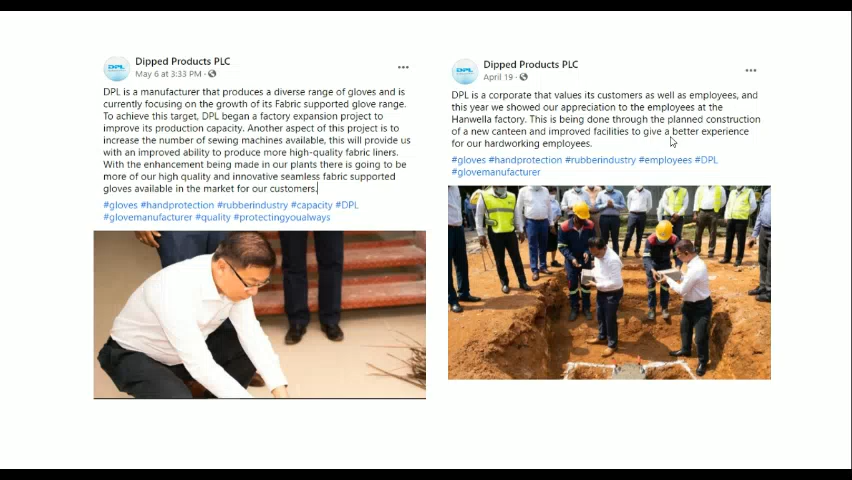 DPL
Dipped Products PLC
May 6 at 3:33 PM ·
DPL is a manufacturer that produces a diverse range of gloves and is
currently focusing on the growth of its Fabric supported glove range.
To achieve this target, DPL began a factory expansion project to
improve its production capacity. Another aspect of this project is to
increase the number of sewing machines available, this will provide us
with an improved ability to produce more high-quality fabric liners.
With the enhancement being made in our plants there is going to be
more of our high quality and innovative seamless fabric supported
gloves available in the market for our customers.
#gloves #handprotection #rubberindustry #capacity #DPL
#glovemanufacturer #quality #protectingyoualways
DPL
Dipped Products PLC
April 19 ·
DPL is a corporate that values its customers as well as employees, and
this year we showed our appreciation to the employees at the
Hanwella factory. This is being done through the planned construction
of a new canteen and improved facilities to give a better experience
for our hardworking employees.
#gloves #handprotection #rubberindustry #employees #DPL
#glovemanufacturer